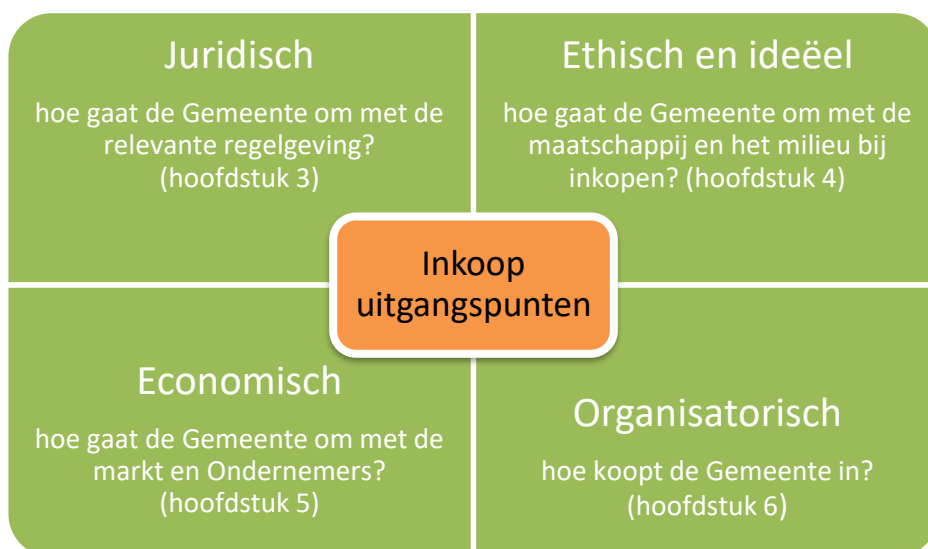 Juridisch
hoe gaat de Gemeente om met de
relevante regelgeving?
(hoofdstuk 3)
Ethisch en ideëel
hoe gaat de Gemeente om met de
maatschappij en het milieu bij
inkopen? (hoofdstuk 4)
Inkoop
uitgangspunten
Economisch
hoe gaat de Gemeente om met de
markt en Ondernemers?
(hoofdstuk 5)
Organisatorisch
hoe koopt de Gemeente in?
(hoofdstuk 6)